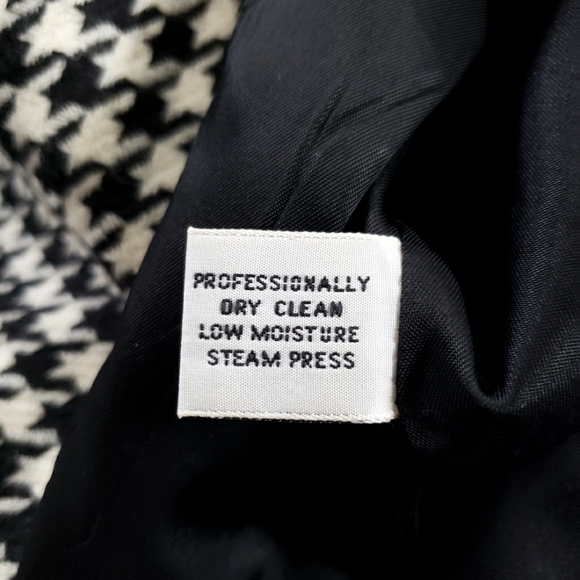 PROFESSIONALLY
DRY CLEAN
LOW MOISTURE
STEAM PRESS